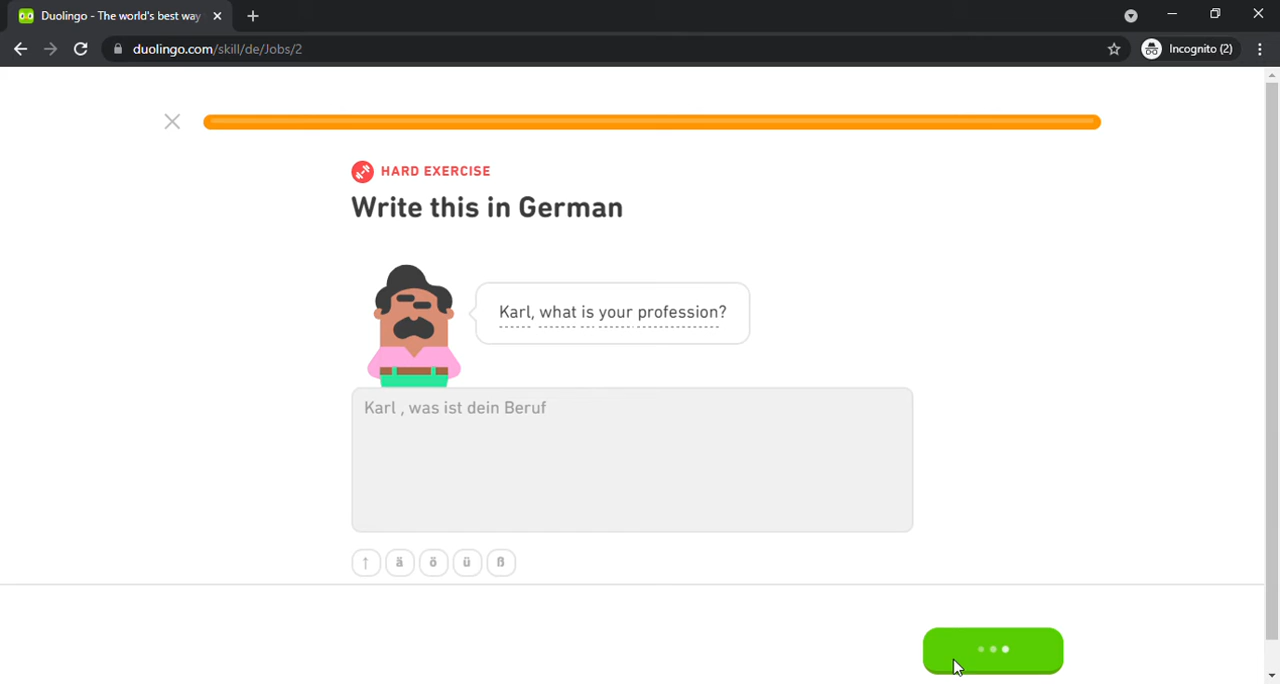 Duolingo - The world's best way
duolingo.com/skill/de/Jobs/2
Incognito (2)
HARD EXERCISE
Write this in German
Karl, what is your profession?
Karl , was ist dein Beruf
↑ ä ö ü ß